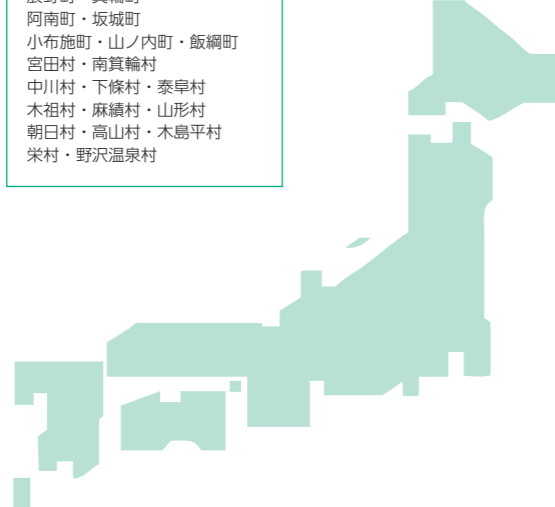 阿南町・坂城町
小布施町・山ノ内町・飯綱町
宮田村・南箕輪村
中川村・下條村・泰阜村
木祖村・麻績村・山形村
朝日村・高山村・木島平村
栄村・野沢温泉村